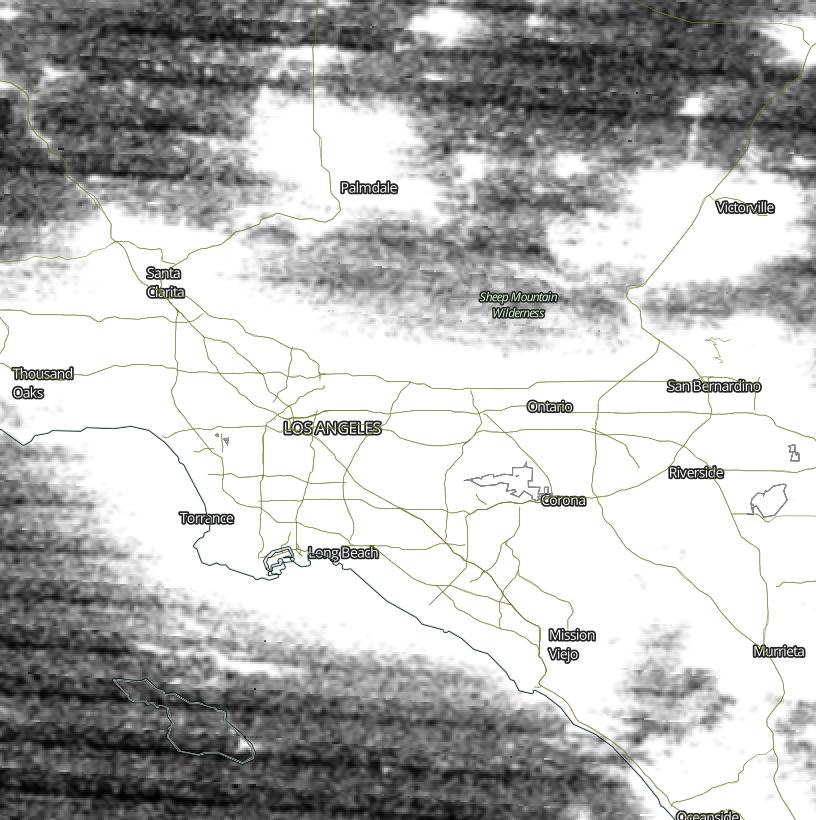 Palmdale
Victorville
Santa
Clarita
Sheep Mountain
Wilderness
Thousand
Oaks
San Bernardino
Ontario
LOS ANGELES
Riverside
Corona
Torrance
Long Beach
Mission
Viejo
Murrieta
Oceanside